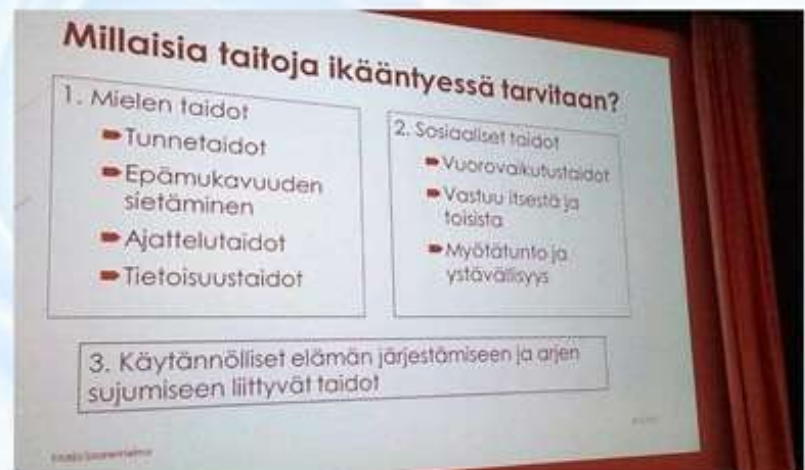 Millaisia taitoja ikääntyessä tarvitaan?
1. Mielen taidot
Tunnetaidot
Epämukavuuden
sietäminen
Ajattelutaidot
Tietoisuustaidot
2. Sosiaaliset taidot
Vuorovaikutustaidot
Vastuu itsestä ja
toisista
Myötätunto ja
ystävällisyys
3. Käytännölliset elämän järjestämiseen ja arjen
sujumiseen liittyvät taidot